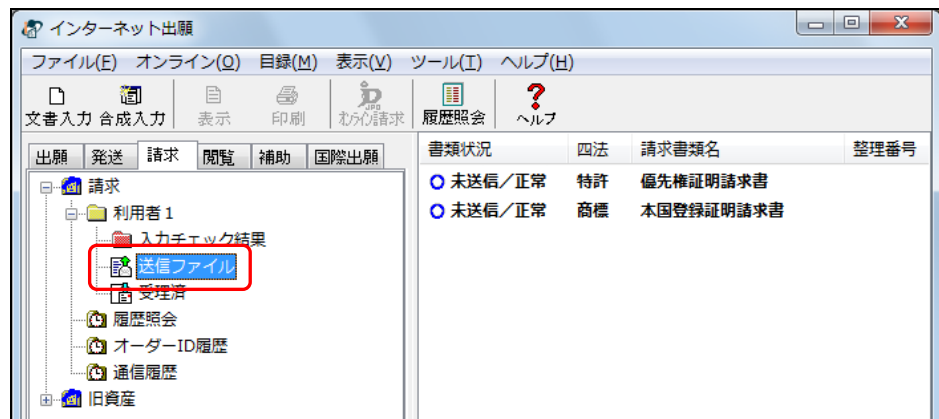 インターネット出願
ファイル(F) オンライン(O) 目録(M) 表示(V) ツール(T) ヘルプ(H)
文書入力 合成入力 表示 印刷 オンライン請求 履歴照会 ヘルプ
出願 発送 請求 閲覧 補助 国際出願
書類状況 四法 請求書類名 整理番号
未送信/正常 特許 優先権証明請求書
未送信/正常 商標 本国登録証明請求書
請求
利用者1
入力チェック結果
送信ファイル
受理済
履歴照会
オーダーID履歴
通信履歴
旧資産